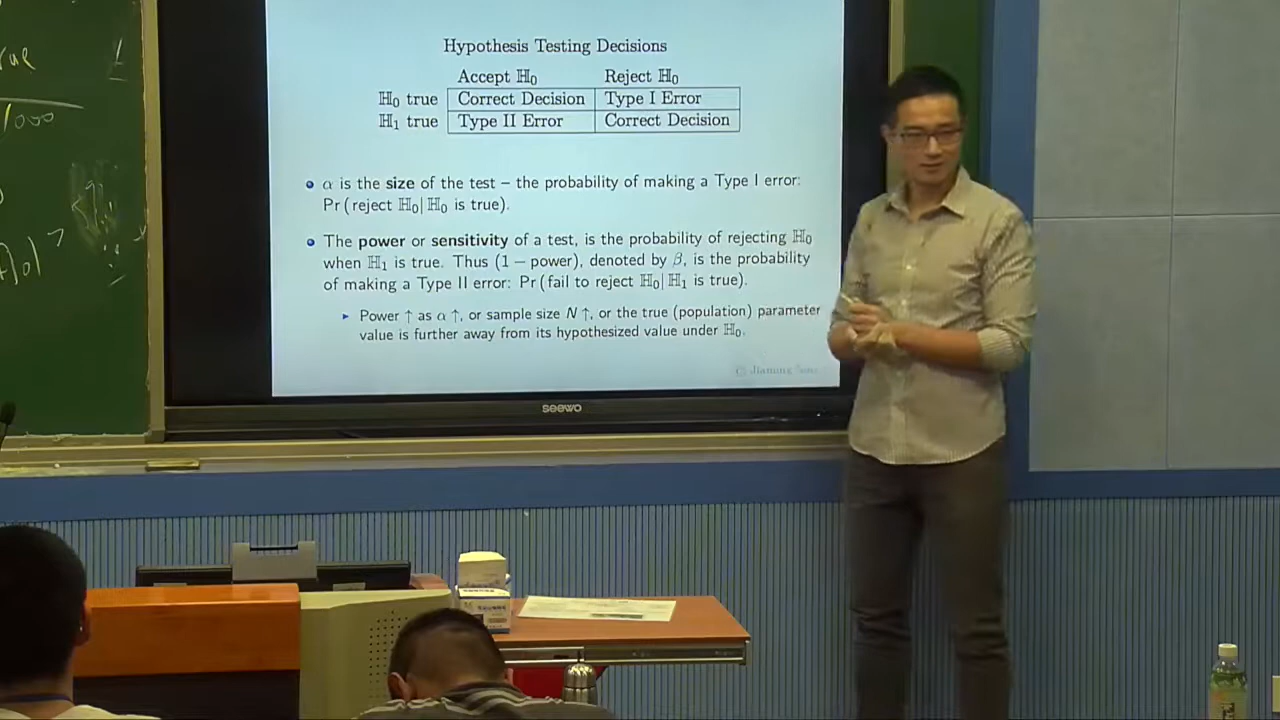 Hypothesis Testing Decisions
Accept ℍ₀ Reject ℍ₀
ℍ₀ true Correct Decision Type I Error
ℍ₁ true Type II Error Correct Decision
α is the size of the test – the probability of making a Type I error:
Pr (reject ℍ₀| ℍ₀ is true).
The power or sensitivity of a test, is the probability of rejecting ℍ₀
when ℍ₁ is true. Thus (1 − power), denoted by β, is the probability
of making a Type II error: Pr (fail to reject ℍ₀| ℍ₁ is true).
Power ↑ as α ↑, or sample size N ↑, or the true (population) parameter
value is further away from its hypothesized value under ℍ₀.
seewo
1000